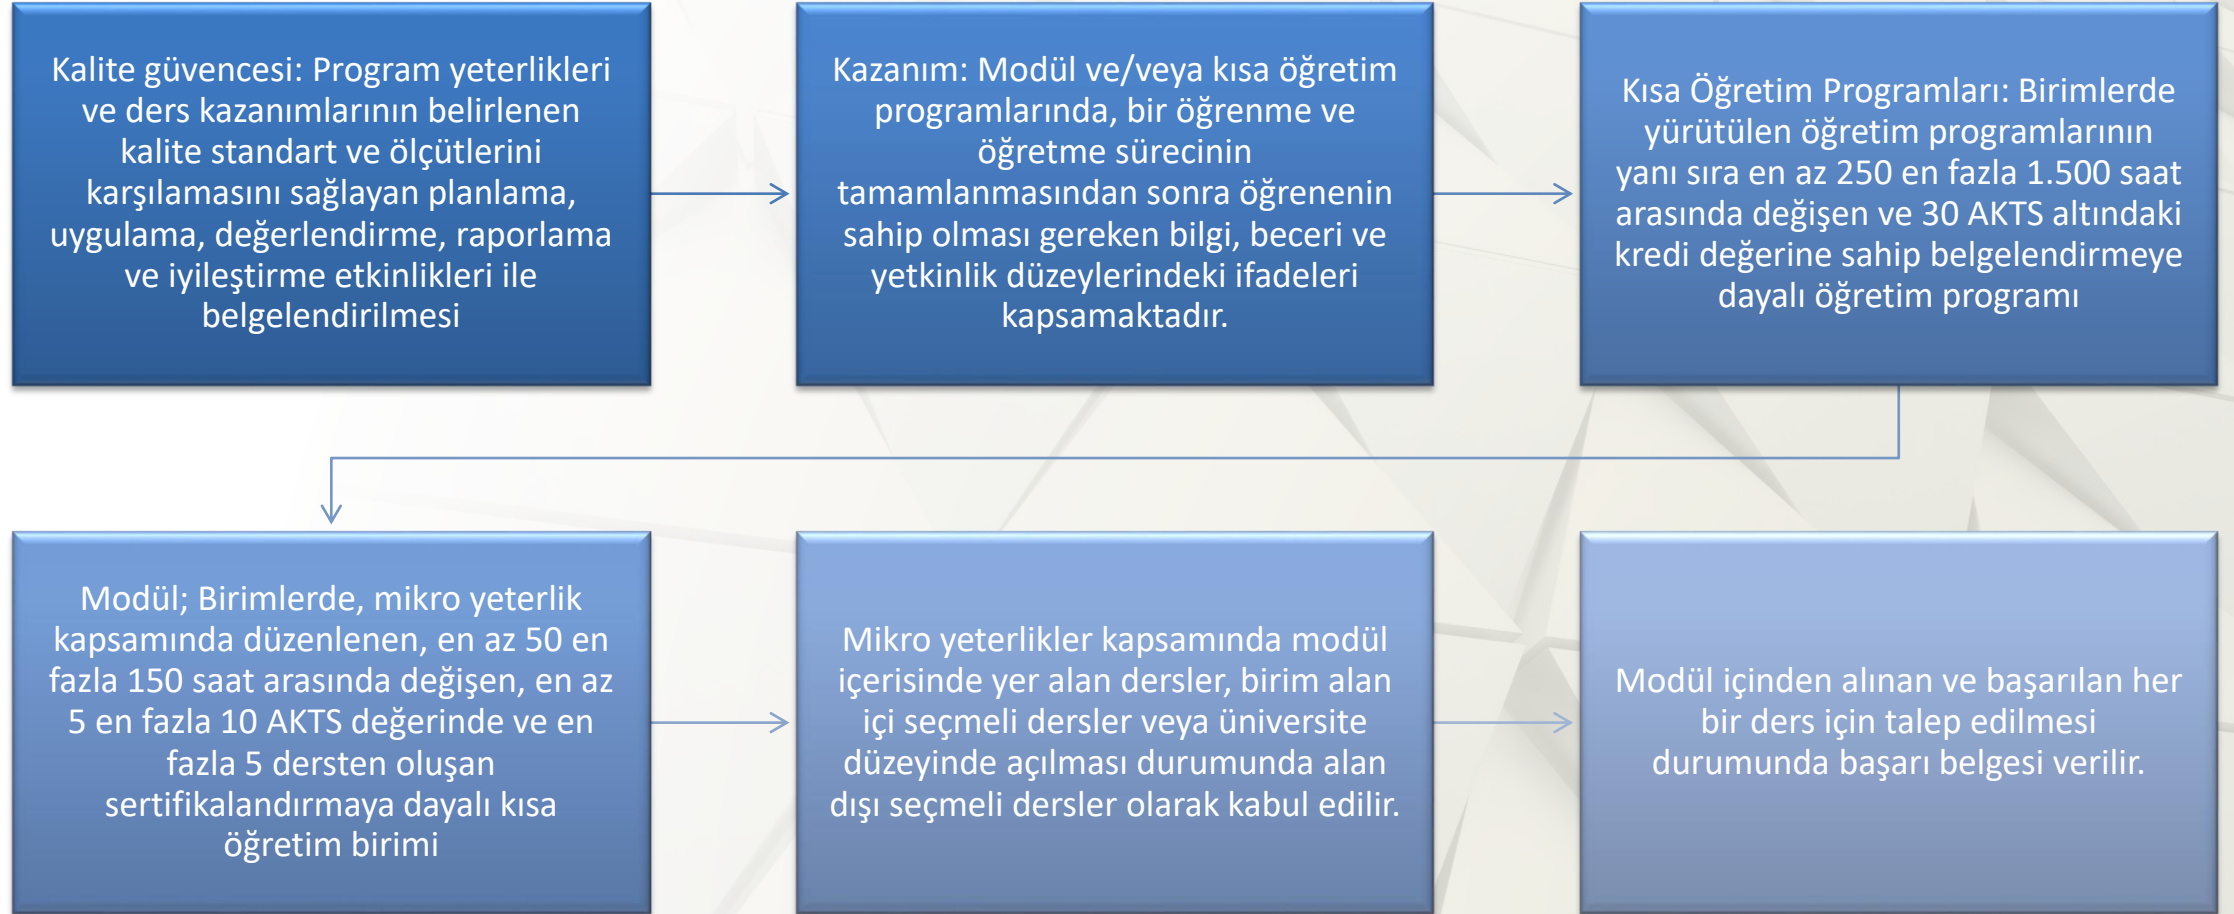 Kalite güvencesi: Program yeterlikleri
ve ders kazanımlarının belirlenen
kalite standart ve ölçütlerini
karşılamasını sağlayan planlama,
uygulama, değerlendirme, raporlama
ve iyileştirme etkinlikleri ile
belgelendirilmesi
Kazanım: Modül ve/veya kısa öğretim
programlarında, bir öğrenme ve
öğretme sürecinin
tamamlanmasından sonra öğrenenin
sahip olması gereken bilgi, beceri ve
yetkinlik düzeylerindeki ifadeleri
kapsamaktadır.
Kısa Öğretim Programları: Birimlerde
yürütülen öğretim programlarının
yanı sıra en az 250 en fazla 1.500 saat
arasında değişen ve 30 AKTS altındaki
kredi değerine sahip belgelendirmeye
dayalı öğretim programı
Modül; Birimlerde, mikro yeterlik
kapsamında düzenlenen, en az 50 en
fazla 150 saat arasında değişen, en az
5 en fazla 10 AKTS değerinde ve en
fazla 5 dersten oluşan
sertifikalandırmaya dayalı kısa
öğretim birimi
Mikro yeterlikler kapsamında modül
içerisinde yer alan dersler, birim alan
içi seçmeli dersler veya üniversite
düzeyinde açılması durumunda alan
dışı seçmeli dersler olarak kabul edilir.
Modül içinden alınan ve başarılan her
bir ders için talep edilmesi
durumunda başarı belgesi verilir.